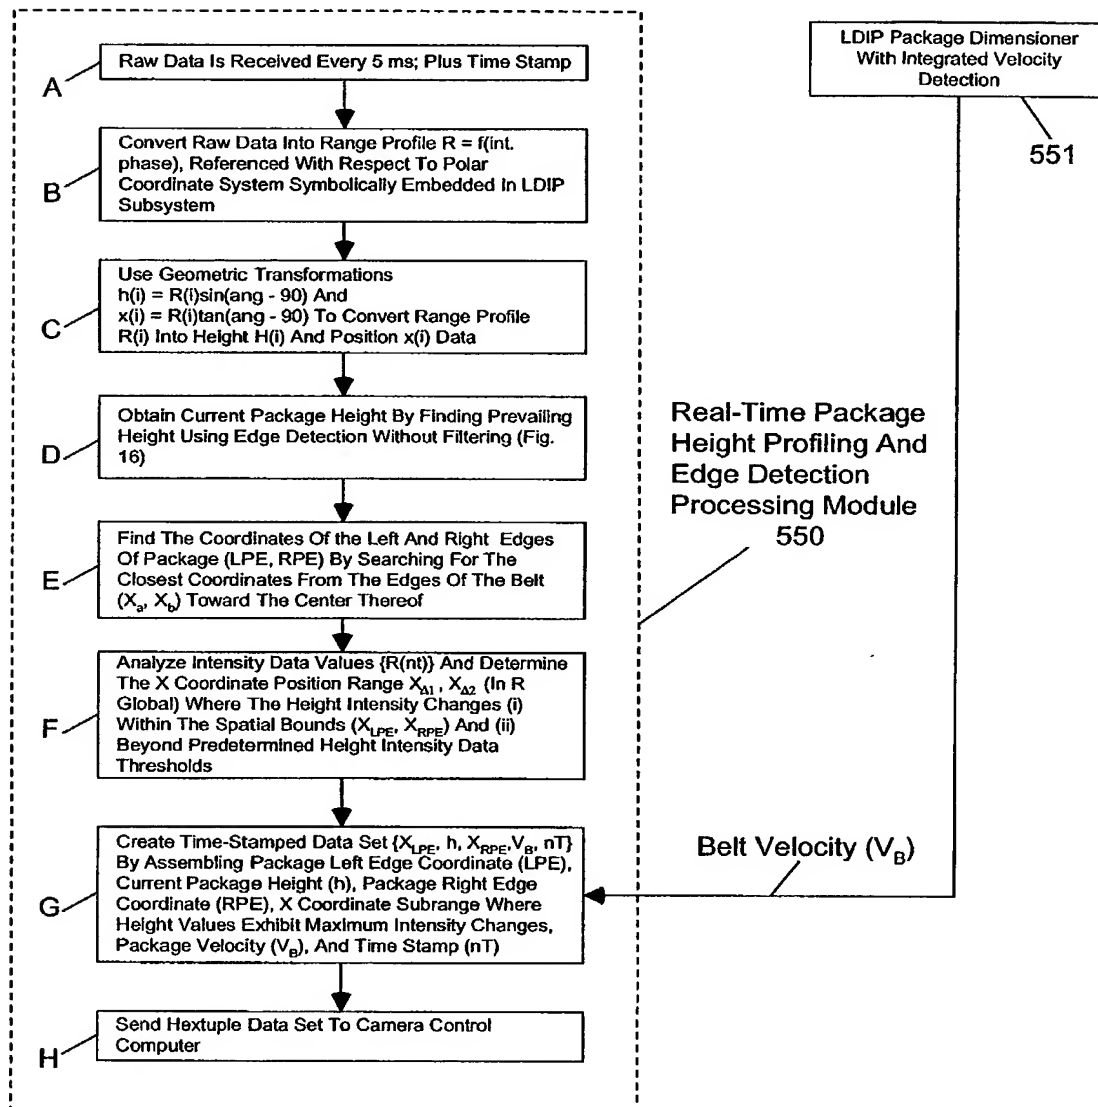 A
Raw Data Is Received Every 5 ms; Plus Time Stamp
B
Convert Raw Data Into Range Profile R = f(int.
phase), Referenced With Respect To Polar
Coordinate System Symbolically Embedded In LDIP
Subsystem
C
Use Geometric Transformations
h(i) = R(i)sin(ang - 90) And
x(i) = R(i)tan(ang - 90) To Convert Range Profile
R(i) Into Height H(i) And Position x(i) Data
D
Obtain Current Package Height By Finding Prevailing
Height Using Edge Detection Without Filtering (Fig.
16)
E
Find The Coordinates Of the Left And Right Edges
Of Package (LPE, RPE) By Searching For The
Closest Coordinates From The Edges Of The Belt
(Xa, Xb) Toward The Center Thereof
F
Analyze Intensity Data Values {R(nt)} And Determine
The X Coordinate Position Range XΔ1, XΔ2 (In R
Global) Where The Height Intensity Changes (i)
Within The Spatial Bounds (XLPE, XRPE) And (ii)
Beyond Predetermined Height Intensity Data
Thresholds
G
Create Time-Stamped Data Set {XLPE, h, XRPE,VB, nT}
By Assembling Package Left Edge Coordinate (LPE),
Current Package Height (h), Package Right Edge
Coordinate (RPE), X Coordinate Subrange Where
Height Values Exhibit Maximum Intensity Changes,
Package Velocity (VB), And Time Stamp (nT)
H
Send Hextuple Data Set To Camera Control
Computer
LDIP Package Dimensioner
With Integrated Velocity
Detection
551
Real-Time Package
Height Profiling And
Edge Detection
Processing Module
550
Belt Velocity (VB)